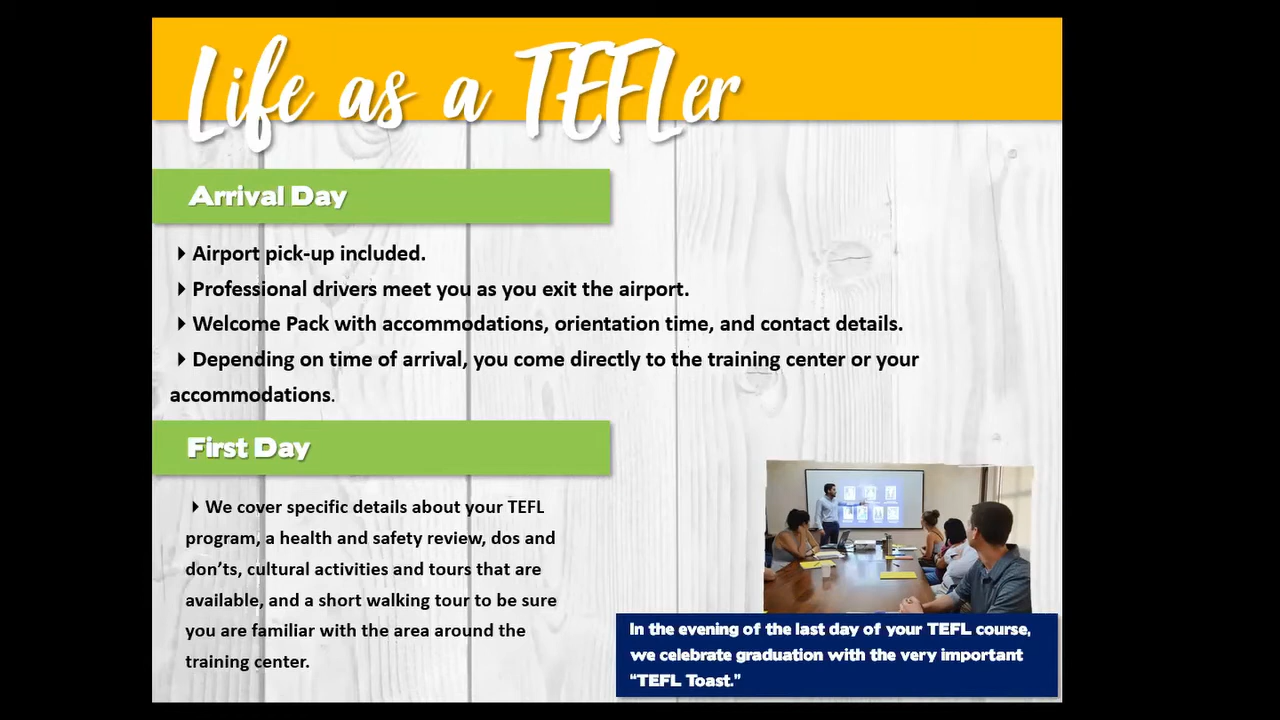 Life as a TEFLer
Arrival Day
Airport pick-up included.
Professional drivers meet you as you exit the airport.
Welcome Pack with accommodations, orientation time, and contact details.
Depending on time of arrival, you come directly to the training center or your
accommodations.
First Day
We cover specific details about your TEFL
program, a health and safety review, dos and
don’ts, cultural activities and tours that are
available, and a short walking tour to be sure
you are familiar with the area around the
training center.
In the evening of the last day of your TEFL course,
we celebrate graduation with the very important
“TEFL Toast.”